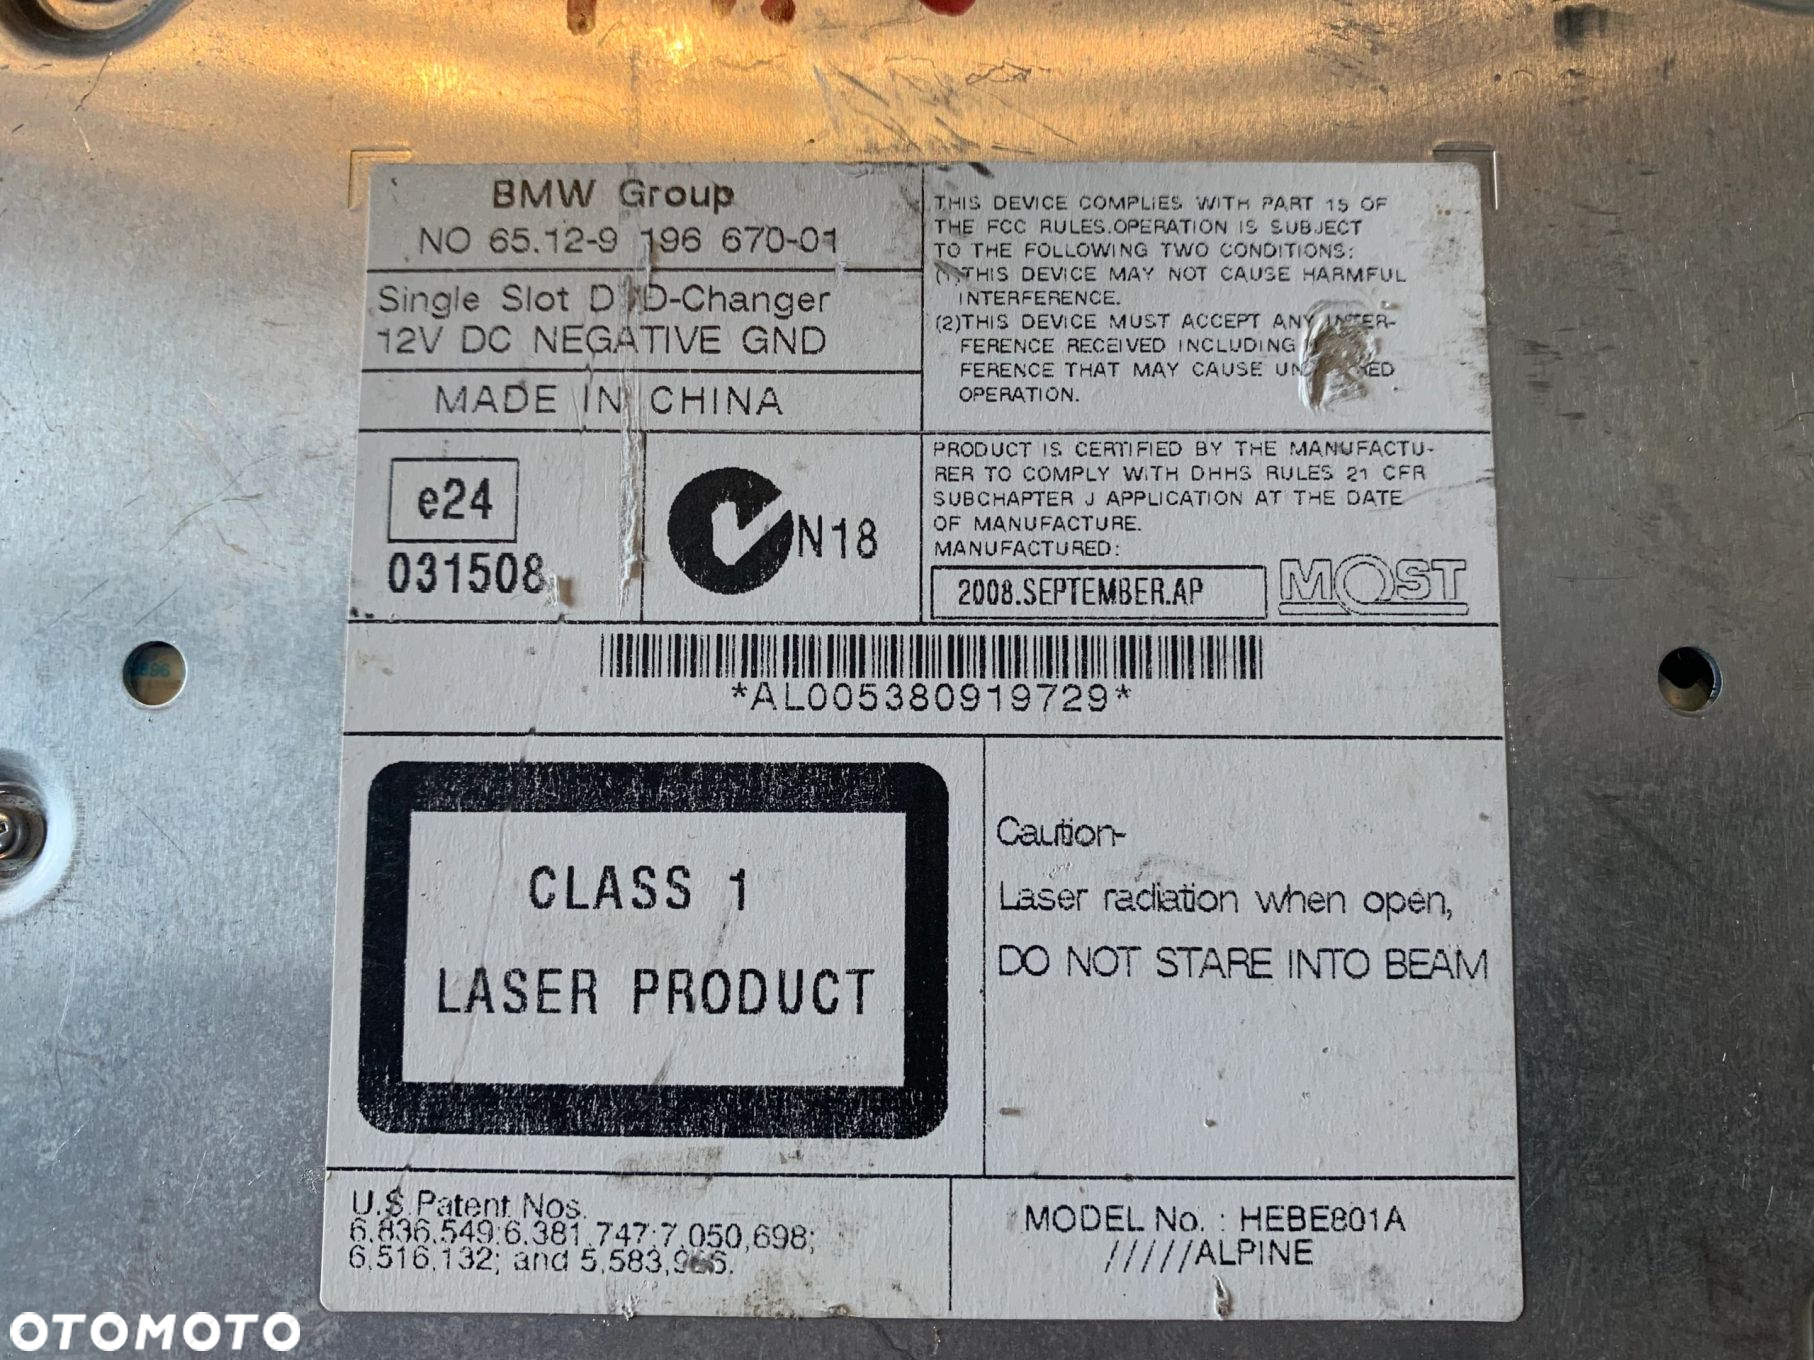 BMW Group
NO 65.12-9 196 670-01
Single Slot D D-Changer
12V DC NEGATIVE GND
MADE IN CHINA
THIS DEVICE COMPLIES WITH PART 15 OF
THE FCC RULES.OPERATION IS SUBJECT
TO THE FOLLOWING TWO CONDITIONS:
(1)THIS DEVICE MAY NOT CAUSE HARMFUL
INTERFERENCE.
(2)THIS DEVICE MUST ACCEPT ANY INTER-
FERENCE RECEIVED INCLUDING
FERENCE THAT MAY CAUSE
OPERATION.
e24
031508
N18
PRODUCT IS CERTIFIED BY THE MANUFACTU-
RER TO COMPLY WITH DHHS RULES 21 CFR
SUBCHAPTER J APPLICATION AT THE DATE
OF MANUFACTURE.
MANUFACTURED:
2008.SEPTEMBER.AP
MOST
*AL005380919729*
CLASS 1
LASER PRODUCT
Caution-
Laser radiation when open,
DO NOT STARE INTO BEAM
U.S.Patent Nos.
6,836,549;6,381,747;7,050,698;
6,516,132; and
MODEL No. : HEBE801A
/////ALPINE
OTOMOTO